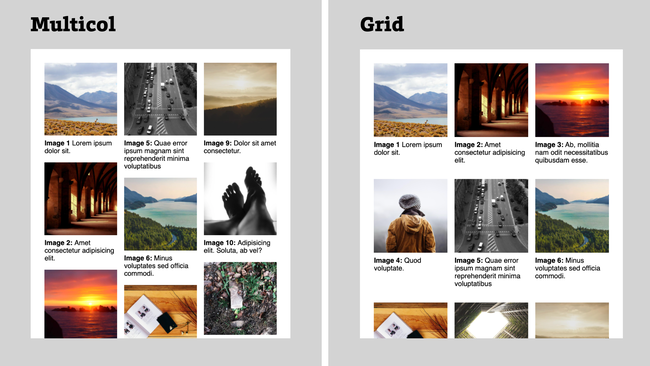 Multicol
Image 1 Lorem ipsum
dolor sit.
Image 2: Amet
consectetur adipisicing
elit.
Image 5: Quae error
ipsum magnam sint
reprehenderit minima
voluptatibus
Image 6: Minus
voluptates sed officia
commodi.
Image 9: Dolor sit amet
consectetur.
Image 10: Adipisicing
elit. Soluta, ab vel?
Grid
Image 1 Lorem ipsum
dolor sit.
Image 2: Amet
consectetur adipisicing
elit.
Image 3: Ab, mollitia
nam odit necessitatibus
quibusdam esse.
Image 4: Quod
voluptate.
Image 5: Quae error
ipsum magnam sint
reprehenderit minima
voluptatibus
Image 6: Minus
voluptates sed officia
commodi.